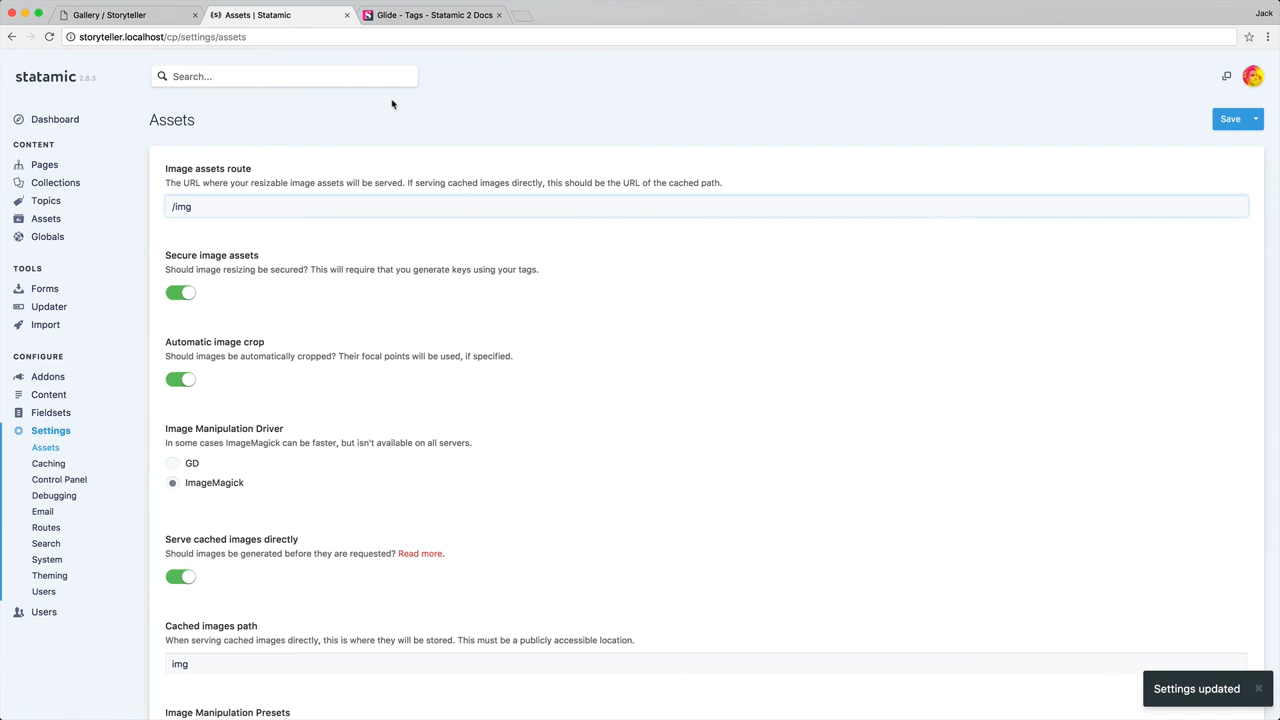 Gallery / Storyteller
Assets | Statamic
Glide - Tags - Statamic 2 Docs
Jack
storyteller.localhost/cp/settings/assets
statamic 2.8.3
Search...
Dashboard
CONTENT
Pages
Collections
Topics
Assets
Globals
TOOLS
Forms
Updater
Import
CONFIGURE
Addons
Content
Fieldsets
Settings
Assets
Caching
Control Panel
Debugging
Email
Routes
Search
System
Theming
Users
Users
Assets
Save
Image assets route
The URL where your resizable image assets will be served. If serving cached images directly, this should be the URL of the cached path.
/img
Secure image assets
Should image resizing be secured? This will require that you generate keys using your tags.
Automatic image crop
Should images be automatically cropped? Their focal points will be used, if specified.
Image Manipulation Driver
In some cases ImageMagick can be faster, but isn't available on all servers.
GD
ImageMagick
Serve cached images directly
Should images be generated before they are requested? Read more.
Cached images path
When serving cached images directly, this is where they will be stored. This must be a publicly accessible location.
img
Image Manipulation Presets
Settings updated